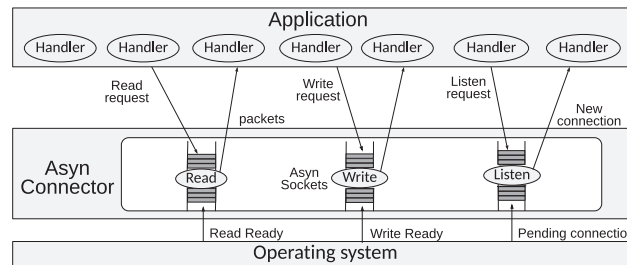 Application
Handler Handler Handler Handler Handler Handler Handler
Read
request
Write
request
Listen
request
packets
New
connection
Asyn
Connector
Read
Asyn
Sockets
Write
Listen
Read Ready
Write Ready
Pending connectio
Operating system